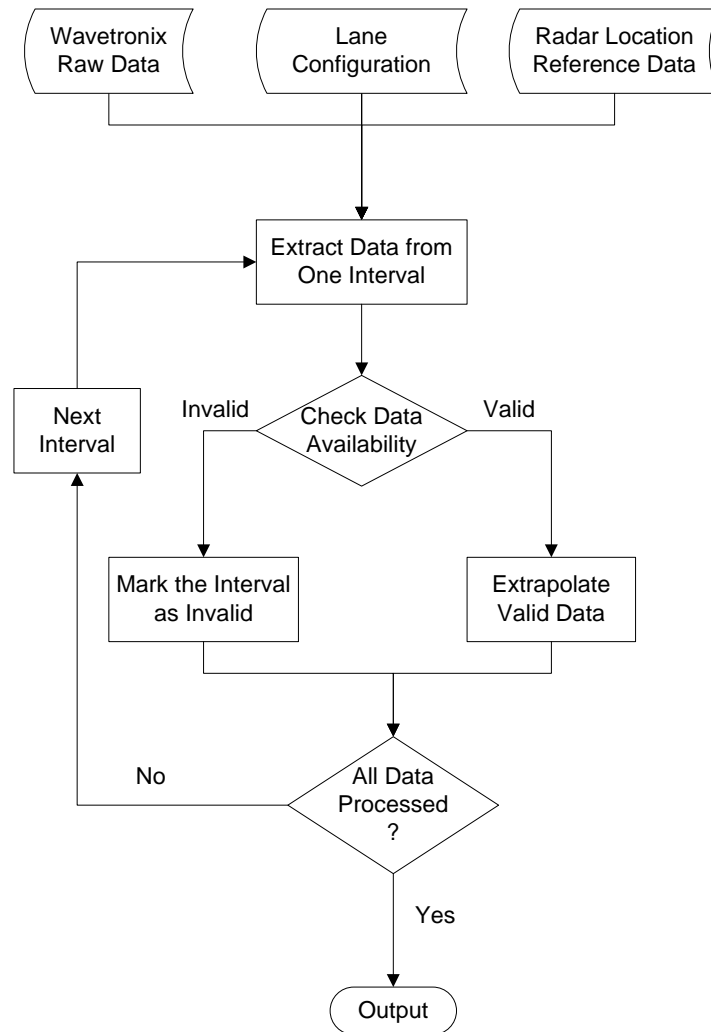 Wavetronix
Raw Data
Lane
Configuration
Radar Location
Reference Data
Extract Data from
One Interval
Next
Interval
Invalid
Check Data
Availability
Valid
Mark the Interval
as Invalid
Extrapolate
Valid Data
No
All Data
Processed
?
Yes
Output